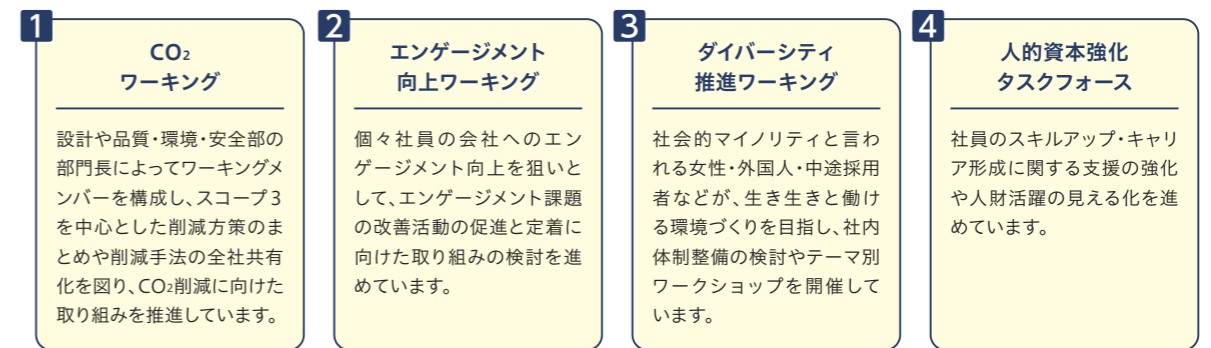 1
CO2
ワーキング
設計や品質・環境・安全部の
部門長によってワーキングメ
ンバーを構成し、スコープ3
を中心とした削減方策のま
とめや削減手法の全社共有
化を図り、CO2削減に向けた
取り組みを推進しています。
2
エンゲージメント
向上ワーキング
個々社員の会社へのエン
ゲージメント向上を狙いと
して、エンゲージメント課題
の改善活動の促進と定着に
向けた取り組みの検討を進
めています。
3
ダイバーシティ
推進ワーキング
社会的マイノリティと言わ
れる女性・外国人・中途採用
者などが、生き生きと働け
る環境づくりを目指し、社内
体制整備の検討やテーマ別
ワークショップを開催して
います。
4
人的資本強化
タスクフォース
社員のスキルアップ・キャリ
ア形成に関する支援の強化
や人財活躍の見える化を進
めています。